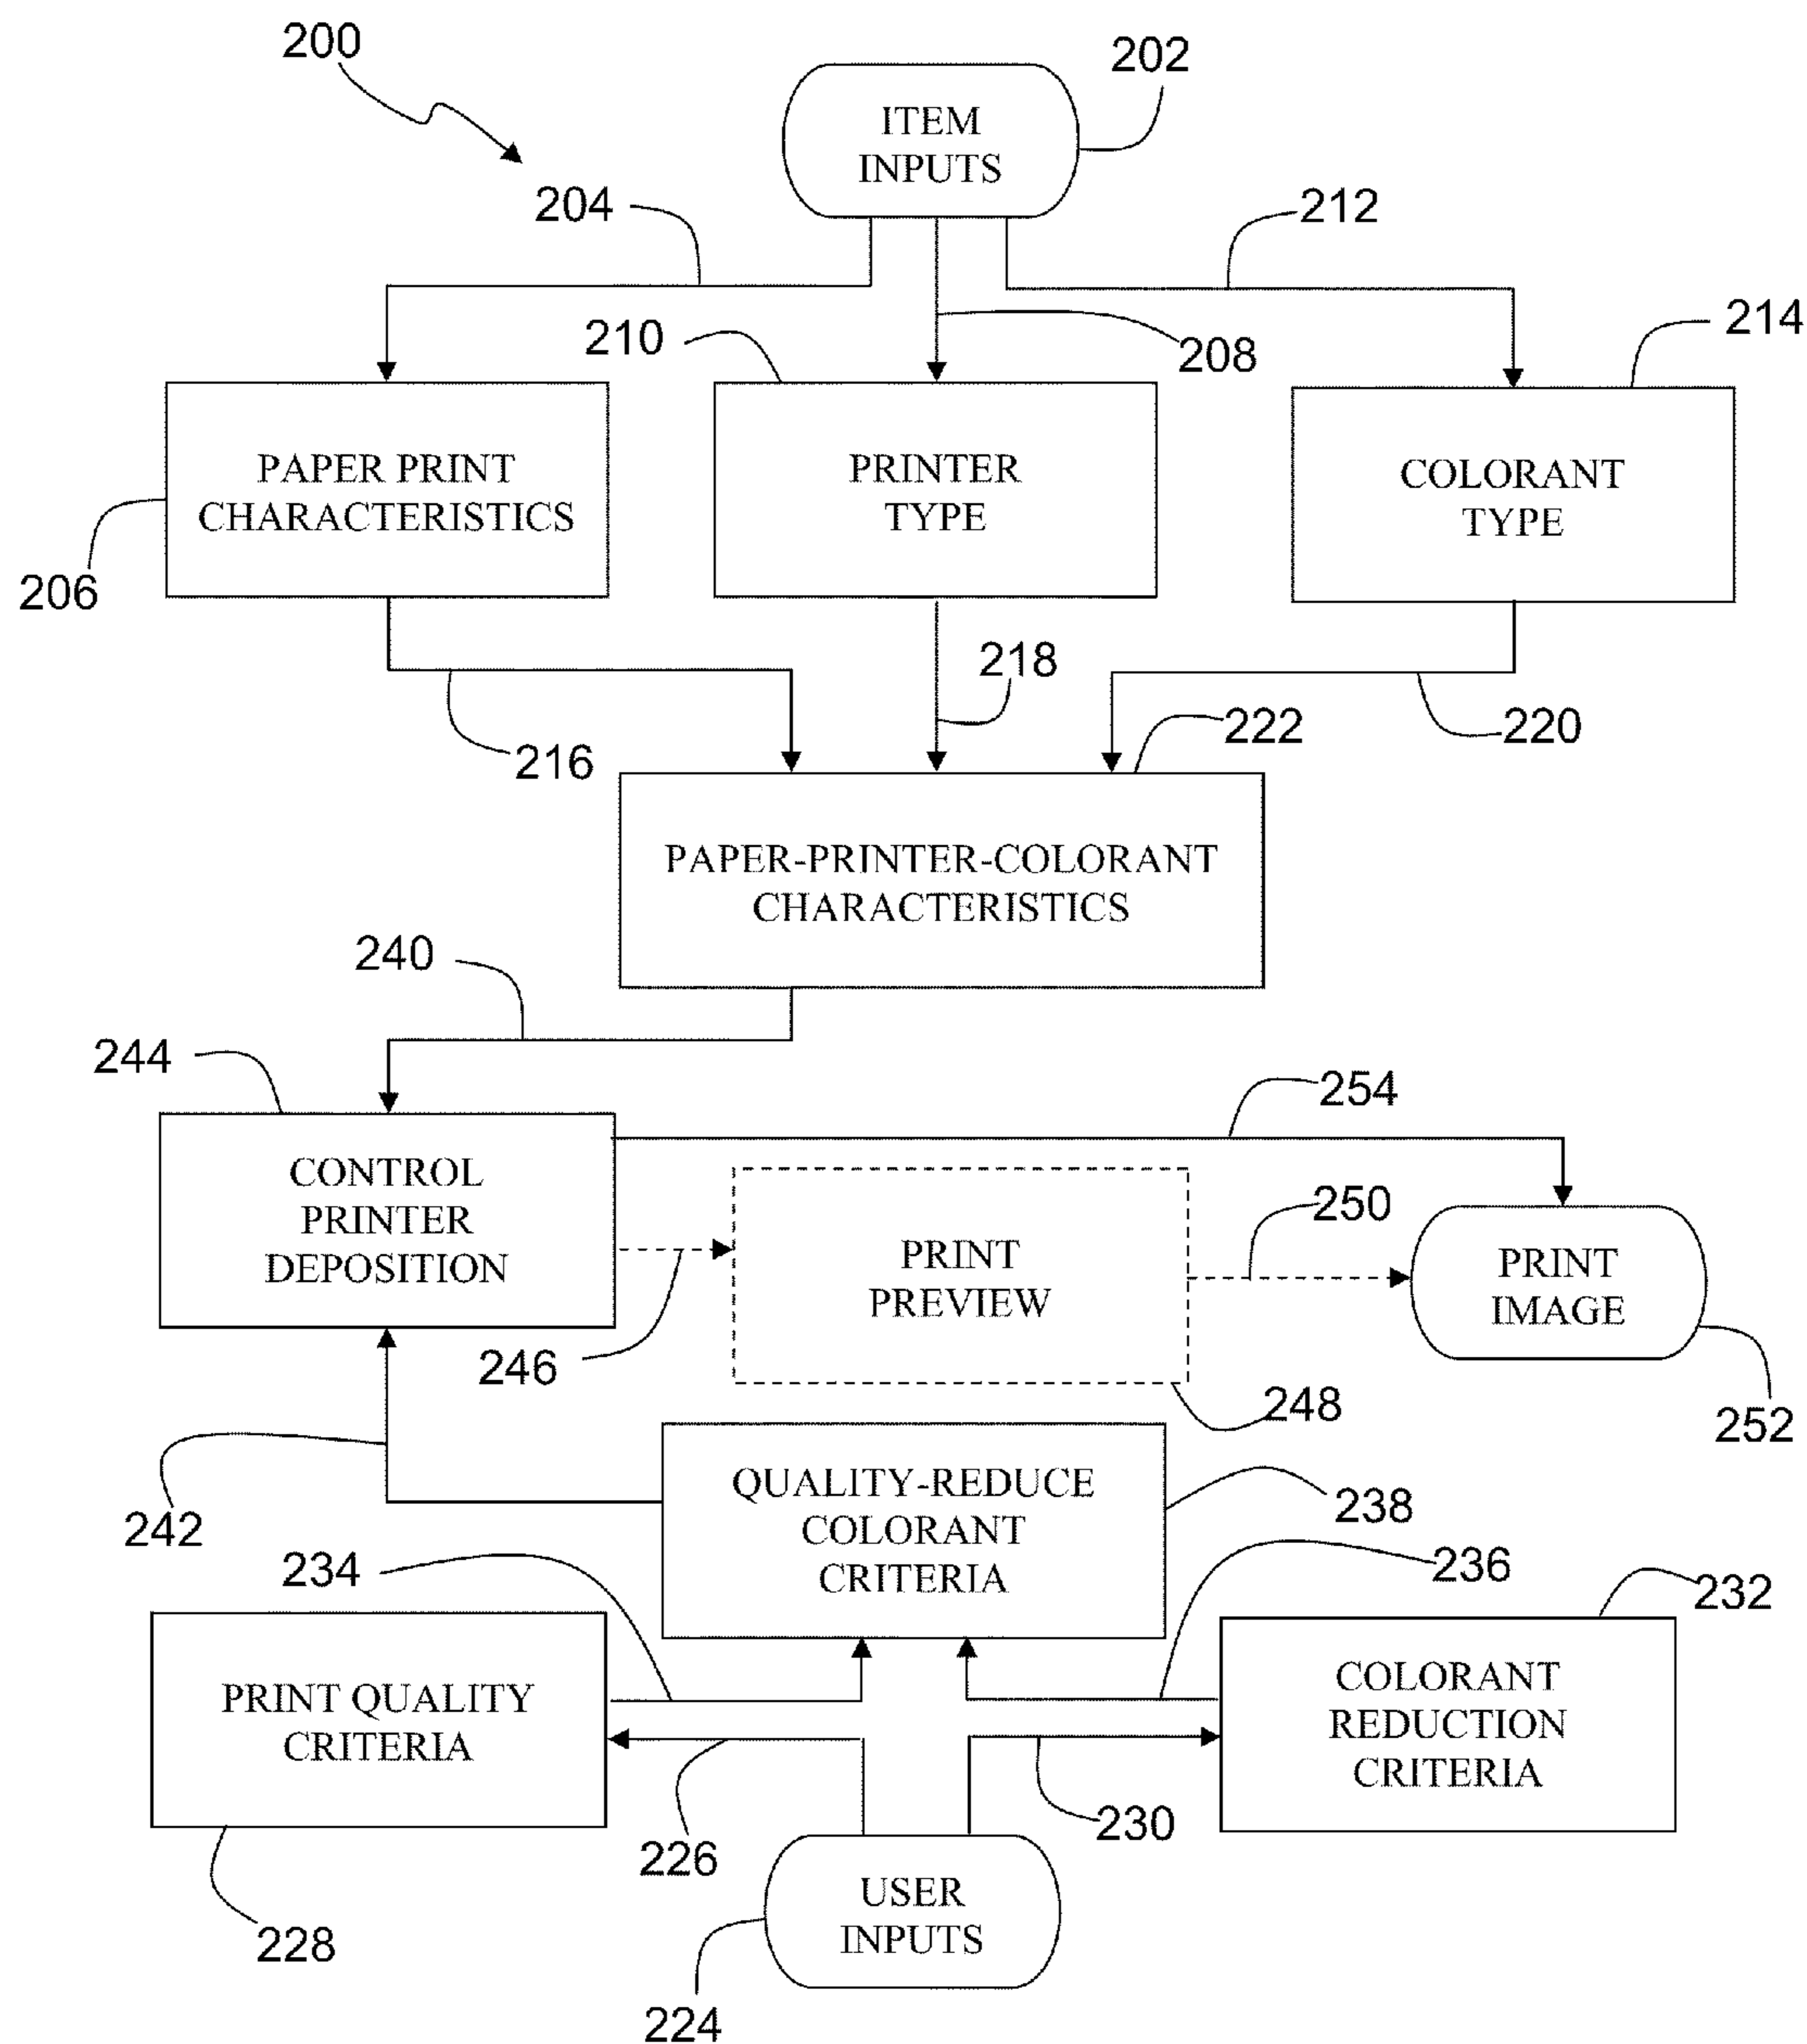 200
202
ITEM
INPUTS
204
212
208
210
214
PAPER PRINT
CHARACTERISTICS
206
PRINTER
TYPE
COLORANT
TYPE
216
218
220
222
PAPER-PRINTER-COLORANT
CHARACTERISTICS
240
244
254
CONTROL
PRINTER
DEPOSITION
246
PRINT
PREVIEW
248
250
PRINT
IMAGE
252
242
QUALITY-REDUCE
COLORANT
CRITERIA
238
234
236
232
PRINT QUALITY
CRITERIA
228
226
230
COLORANT
REDUCTION
CRITERIA
USER
INPUTS
224